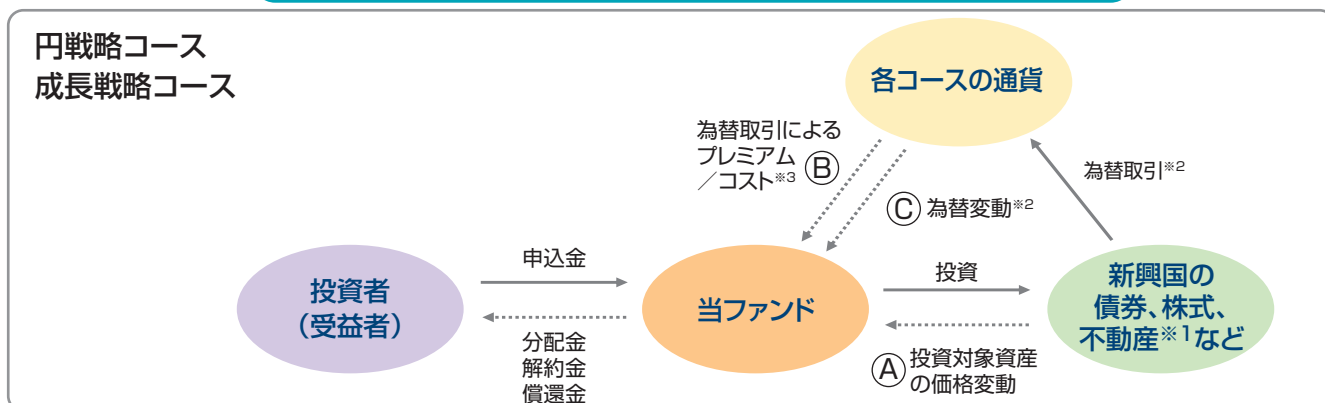 円戦略コース
成長戦略コース
各コースの通貨
為替取引による
プレミアム
／コスト※3 Ⓑ
Ⓒ 為替変動※2
為替取引※2
投資者
（受益者）
申込金
分配金
解約金
償還金
当ファンド
投資
Ⓐ 投資対象資産
の価格変動
新興国の
債券、株式、
不動産※1など